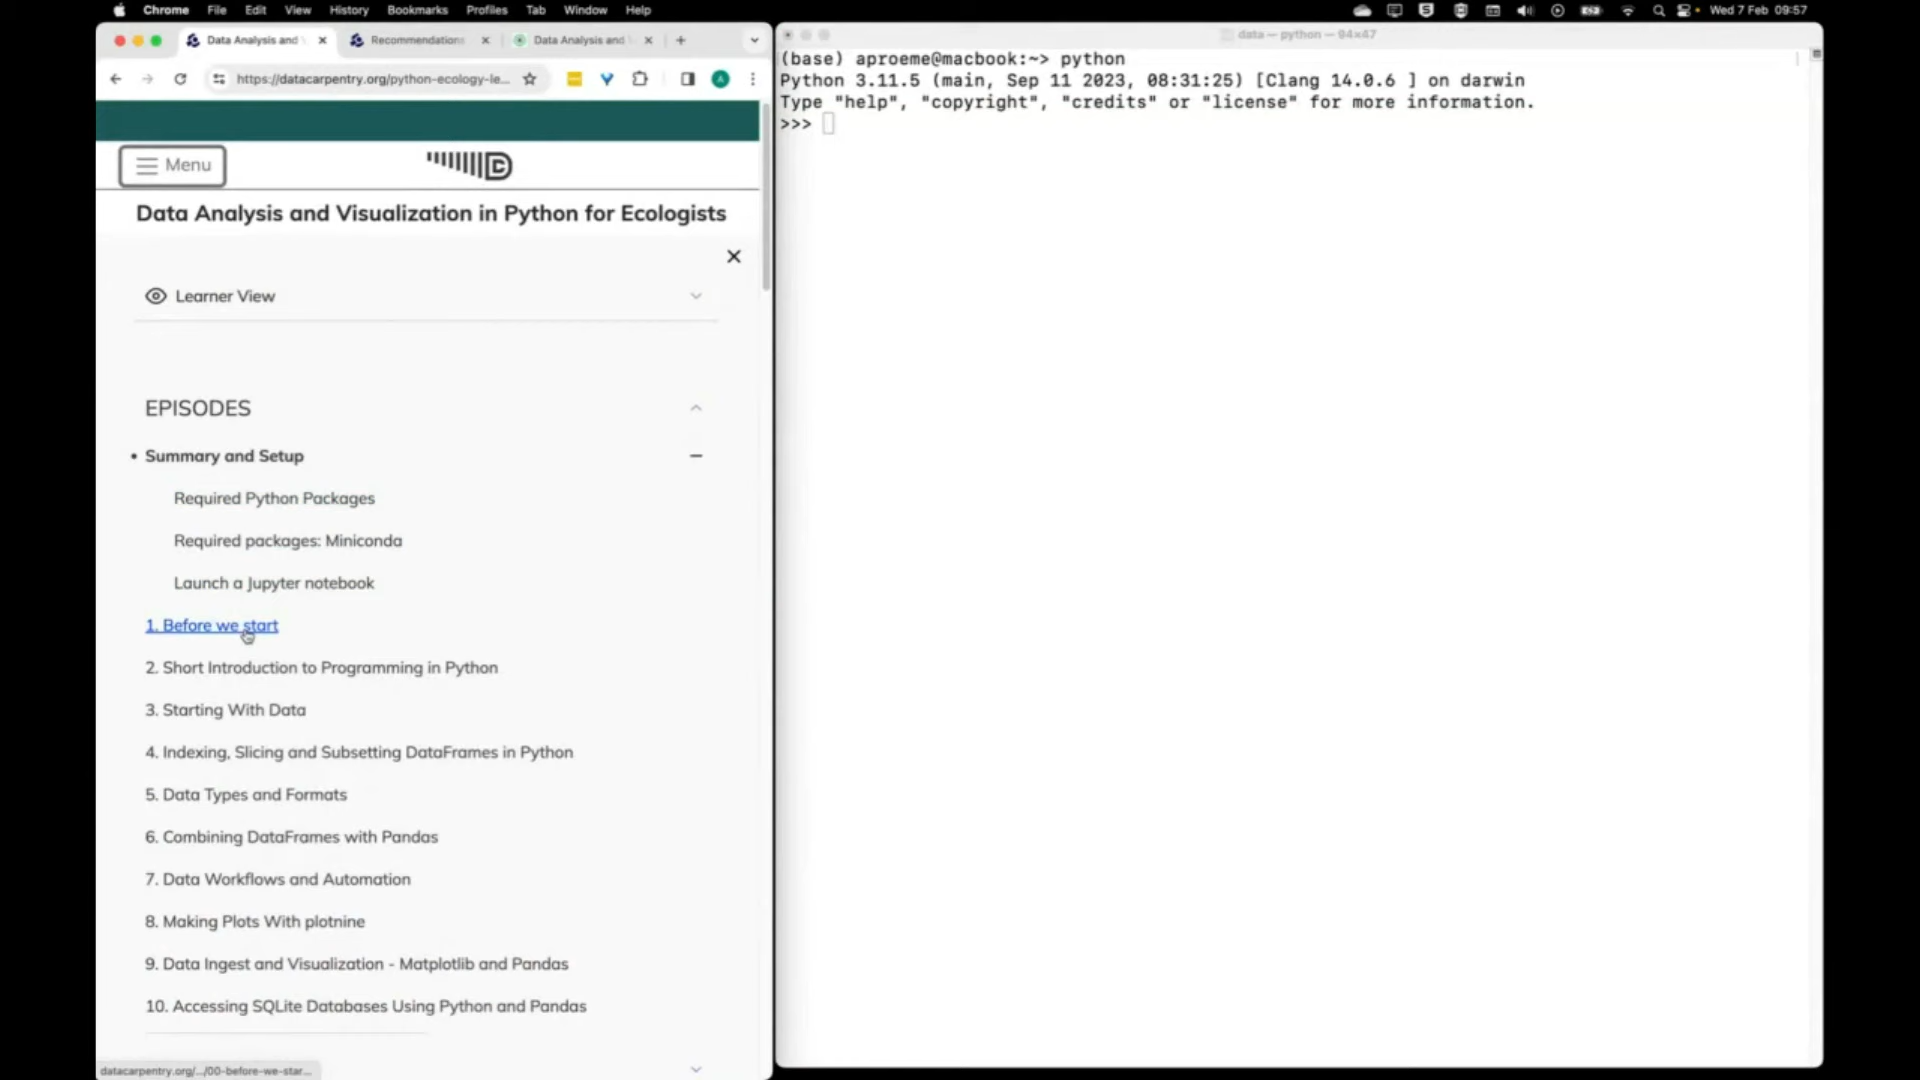 Chrome File Edit View History Bookmarks Profiles Tab Window Help
Wed 7 Feb 09:57
Data Analysis and
Recommendations
Data Analysis and
data — python — 94×47
https://datacarpentry.org/python-ecology-le...
A
(base) aproeme@macbook:~> python
Python 3.11.5 (main, Sep 11 2023, 08:31:25) [Clang 14.0.6 ] on darwin
Type "help", "copyright", "credits" or "license" for more information.
>>>
Menu
Data Analysis and Visualization in Python for Ecologists
Learner View
EPISODES
Summary and Setup
Required Python Packages
Required packages: Miniconda
Launch a Jupyter notebook
1. Before we start
2. Short Introduction to Programming in Python
3. Starting With Data
4. Indexing, Slicing and Subsetting DataFrames in Python
5. Data Types and Formats
6. Combining DataFrames with Pandas
7. Data Workflows and Automation
8. Making Plots With plotnine
9. Data Ingest and Visualization - Matplotlib and Pandas
10. Accessing SQLite Databases Using Python and Pandas
datacarpentry.org/.../00-before-we-star...